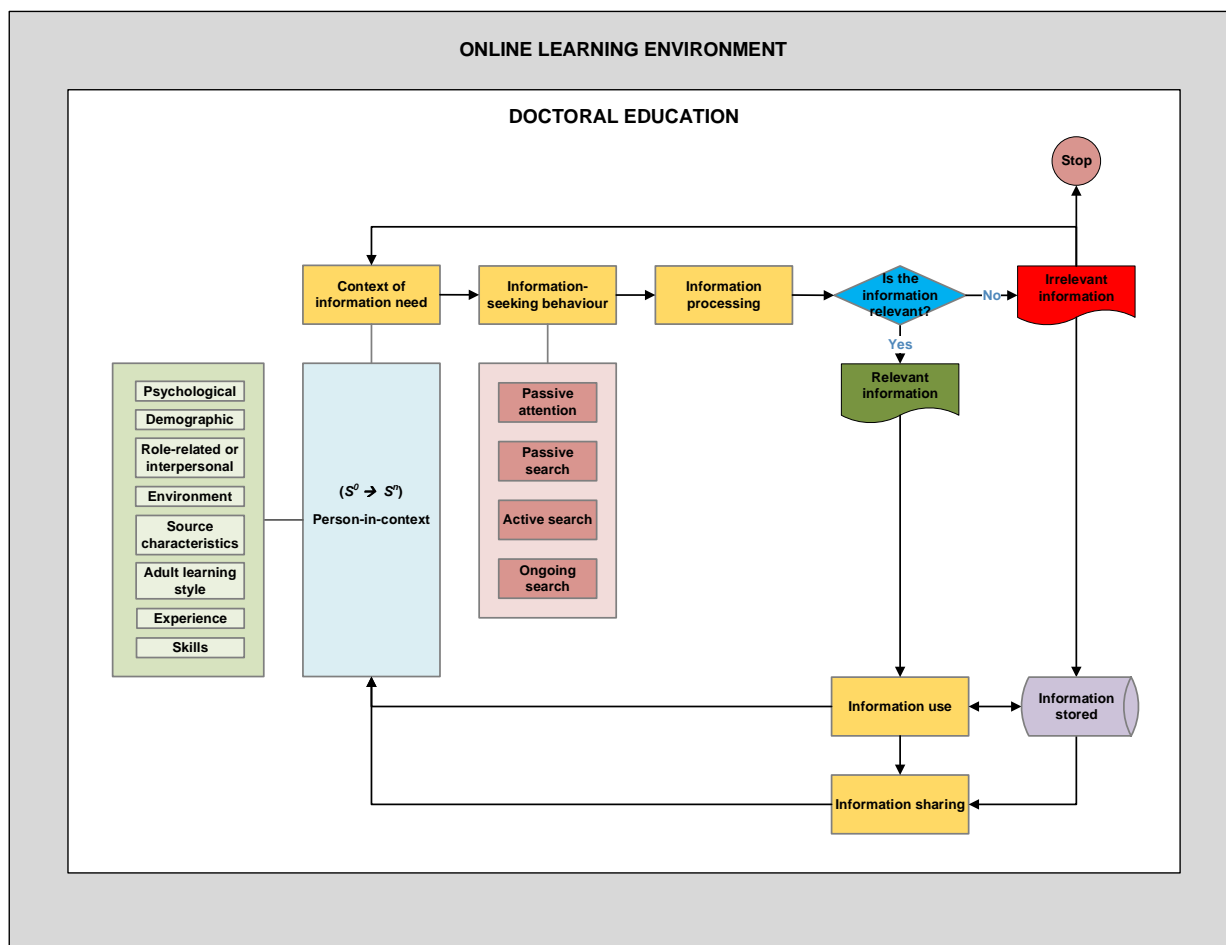 ONLINE LEARNING ENVIRONMENT
DOCTORAL EDUCATION
Stop
Context of
information need
Information-
seeking behaviour
Information
processing
Is the
information
relevant?
No
Irrelevant
information
Yes
Relevant
information
Psychological
Demographic
Role-related or
interpersonal
Environment
Source
characteristics
Adult learning
style
Experience
Skills
(S⁰ → Sⁿ)
Person-in-context
Passive
attention
Passive
search
Active search
Ongoing
search
Information use
Information
stored
Information sharing